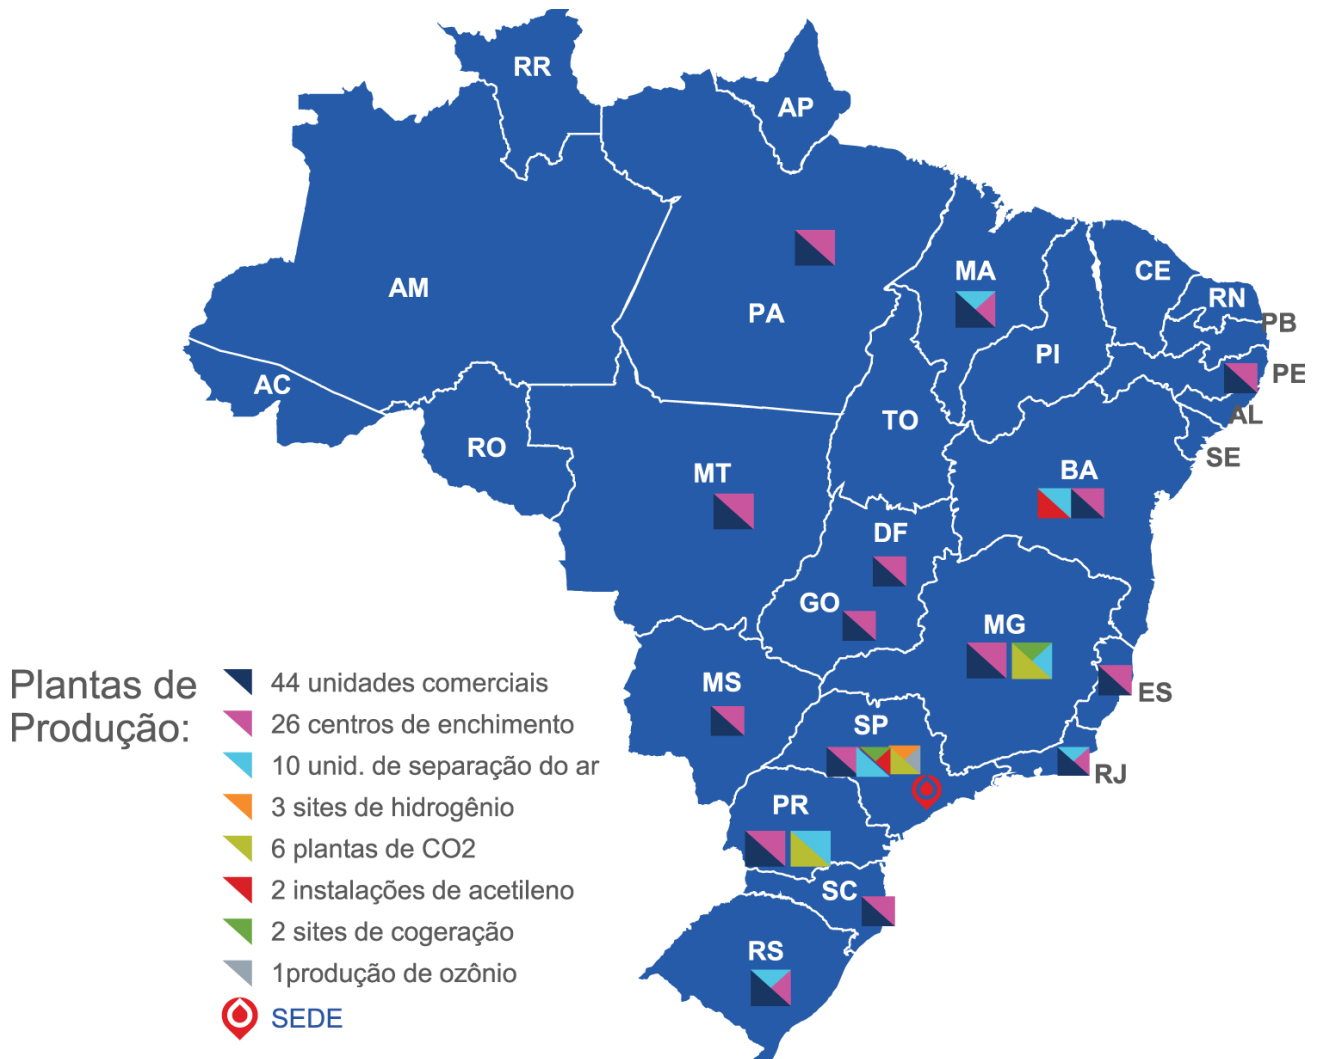 RR
AP
AM
PA
MA
CE
RN
PB
PI
PE
AC
TO
AL
RO
SE
MT
BA
DF
GO
MG
MS
ES
SP
RJ
PR
SC
RS
Plantas de
Produção:
44 unidades comerciais
26 centros de enchimento
10 unid. de separação do ar
3 sites de hidrogênio
6 plantas de CO2
2 instalações de acetileno
2 sites de cogeração
1produção de ozônio
SEDE